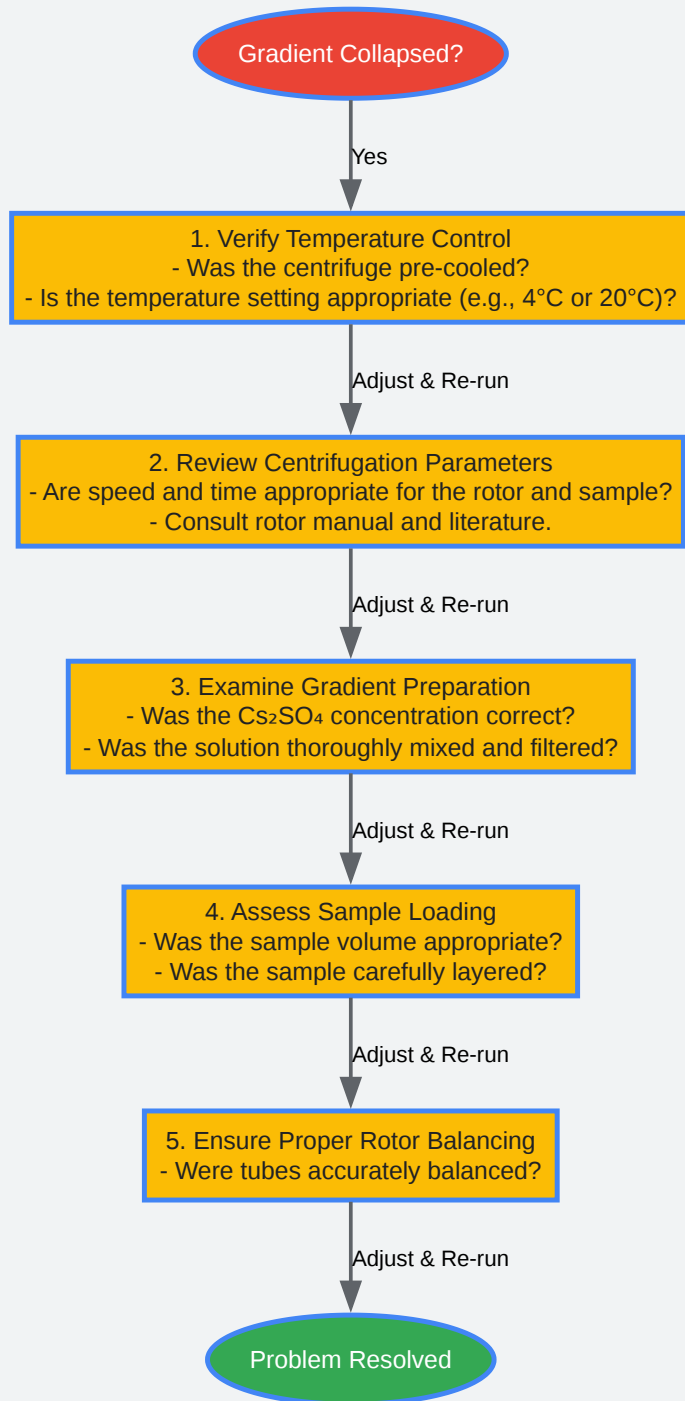 Gradient Collapsed?
Yes
1. Verify Temperature Control
- Was the centrifuge pre-cooled?
- Is the temperature setting appropriate (e.g., 4°C or 20°C)?
Adjust & Re-run
2. Review Centrifugation Parameters
- Are speed and time appropriate for the rotor and sample?
- Consult rotor manual and literature.
Adjust & Re-run
3. Examine Gradient Preparation
- Was the Cs₂SO₄ concentration correct?
- Was the solution thoroughly mixed and filtered?
Adjust & Re-run
4. Assess Sample Loading
- Was the sample volume appropriate?
- Was the sample carefully layered?
Adjust & Re-run
5. Ensure Proper Rotor Balancing
- Were tubes accurately balanced?
Adjust & Re-run
Problem Resolved